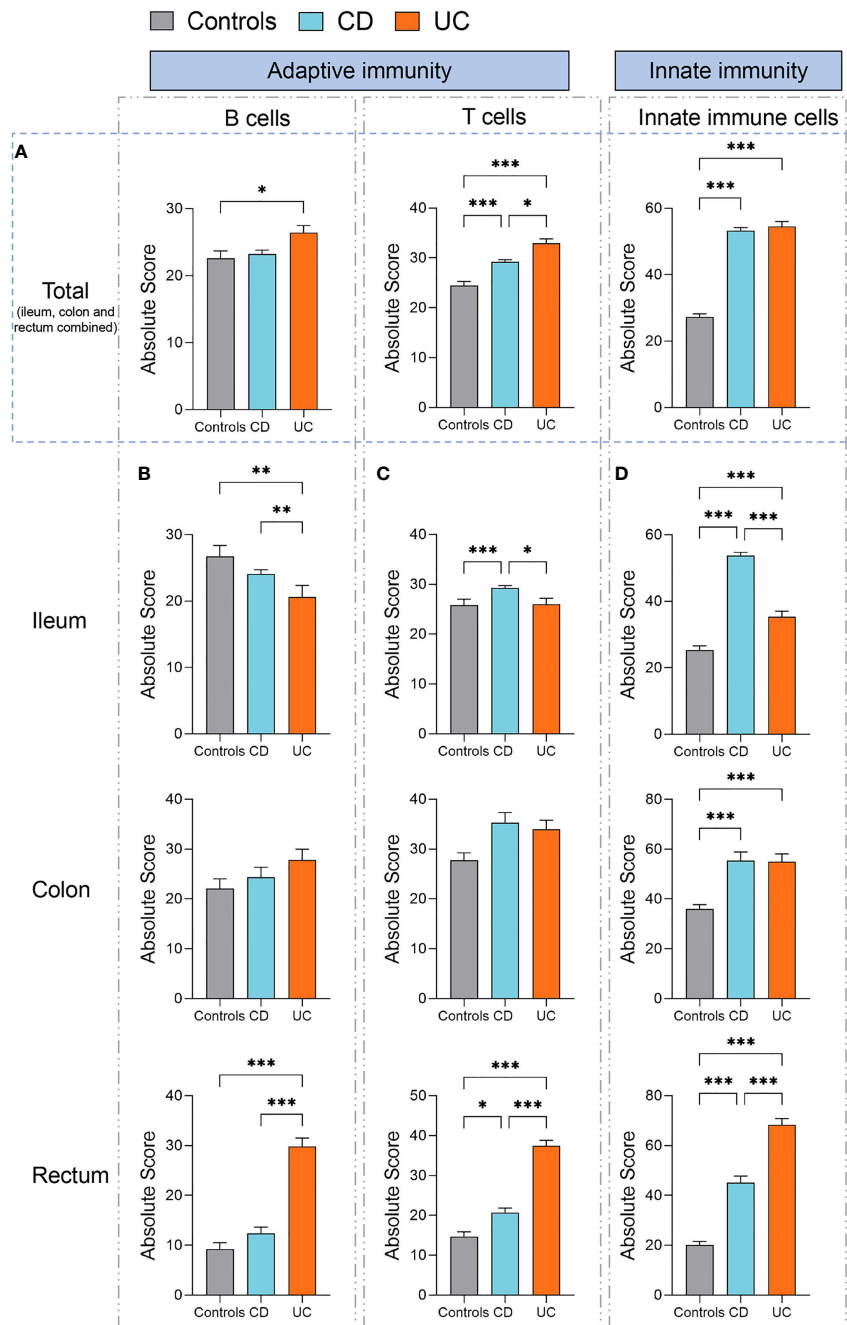 Controls CD UC
Adaptive immunity Innate immunity
B cells T cells Innate immune cells
A
Total
(ileum, colon and
rectum combined)
Absolute Score
30
20
10
0
*
Controls CD UC
Absolute Score
40
30
20
10
0
***
*** *
Controls CD UC
Absolute Score
60
40
20
0
***
***
Controls CD UC
Ileum
B
Absolute Score
30
20
10
0
**
**
Controls CD UC
C
Absolute Score
40
30
20
10
0
*** *
Controls CD UC
D
Absolute Score
60
40
20
0
***
*** ***
Controls CD UC
Colon
Absolute Score
40
30
20
10
0
Controls CD UC
Absolute Score
40
30
20
10
0
Controls CD UC
Absolute Score
80
60
40
20
0
***
***
Controls CD UC
Rectum
Absolute Score
40
30
20
10
0
***
***
Controls CD UC
Absolute Score
50
40
30
20
10
0
***
* ***
Controls CD UC
Absolute Score
80
60
40
20
0
***
*** ***
Controls CD UC